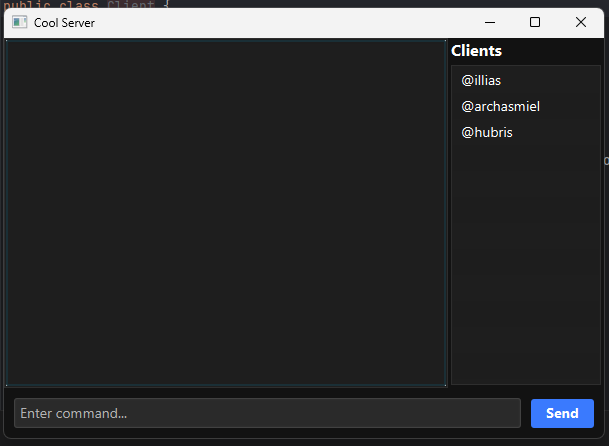 public class Client {
Cool Server
Clients
@illias
@archasmiel
@hubris
Enter command...
Send